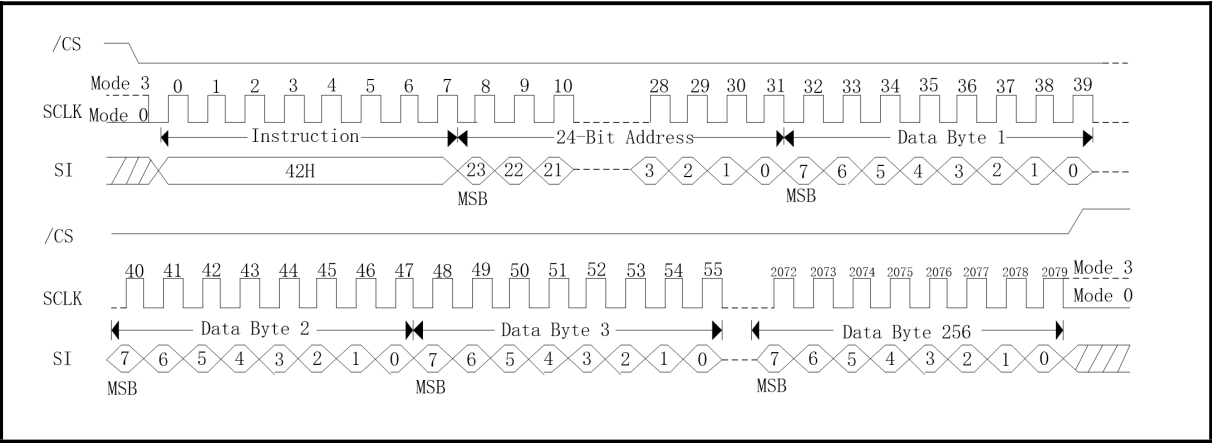 /CS
Mode 3 0 1 2 3 4 5 6 7 8 9 10 28 29 30 31 32 33 34 35 36 37 38 39
SCLK Mode 0
Instruction 24-Bit Address Data Byte 1
SI 42H 23 22 21 3 2 1 0 7 6 5 4 3 2 1 0
MSB MSB
/CS
40 41 42 43 44 45 46 47 48 49 50 51 52 53 54 55 2072 2073 2074 2075 2076 2077 2078 2079 Mode 3
SCLK Mode 0
Data Byte 2 Data Byte 3 Data Byte 256
SI 7 6 5 4 3 2 1 0 7 6 5 4 3 2 1 0 7 6 5 4 3 2 1 0
MSB MSB MSB